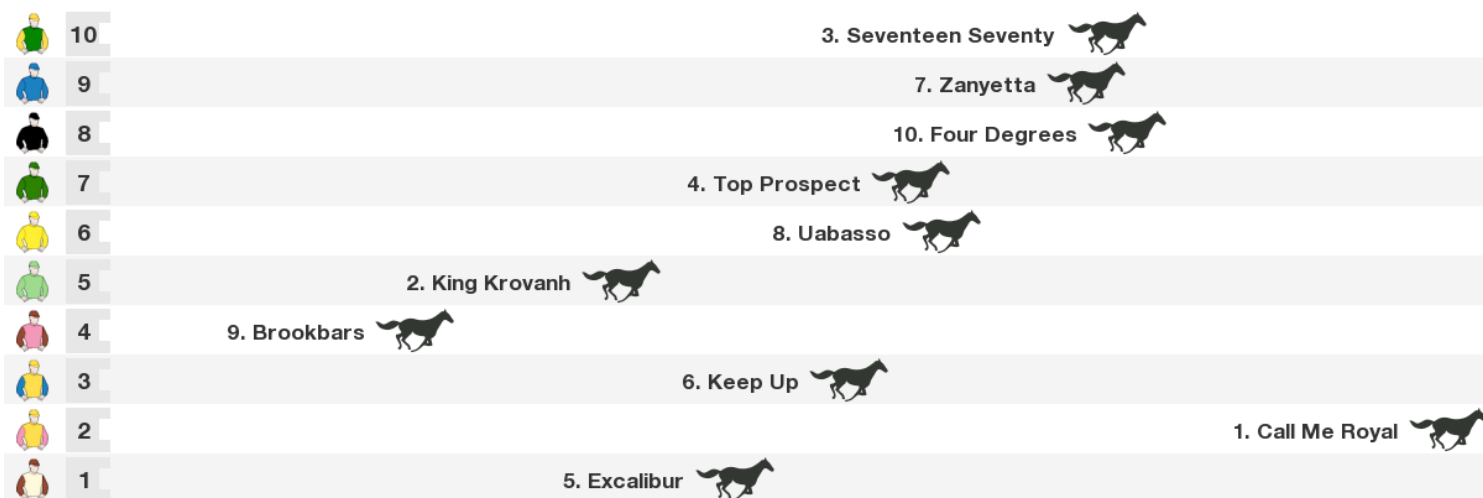 10 3. Seventeen Seventy
9 7. Zanyetta
8 10. Four Degrees
7 4. Top Prospect
6 8. Uabasso
5 2. King Krovanh
4 9. Brookbars
3 6. Keep Up
2 1. Call Me Royal
1 5. Excalibur